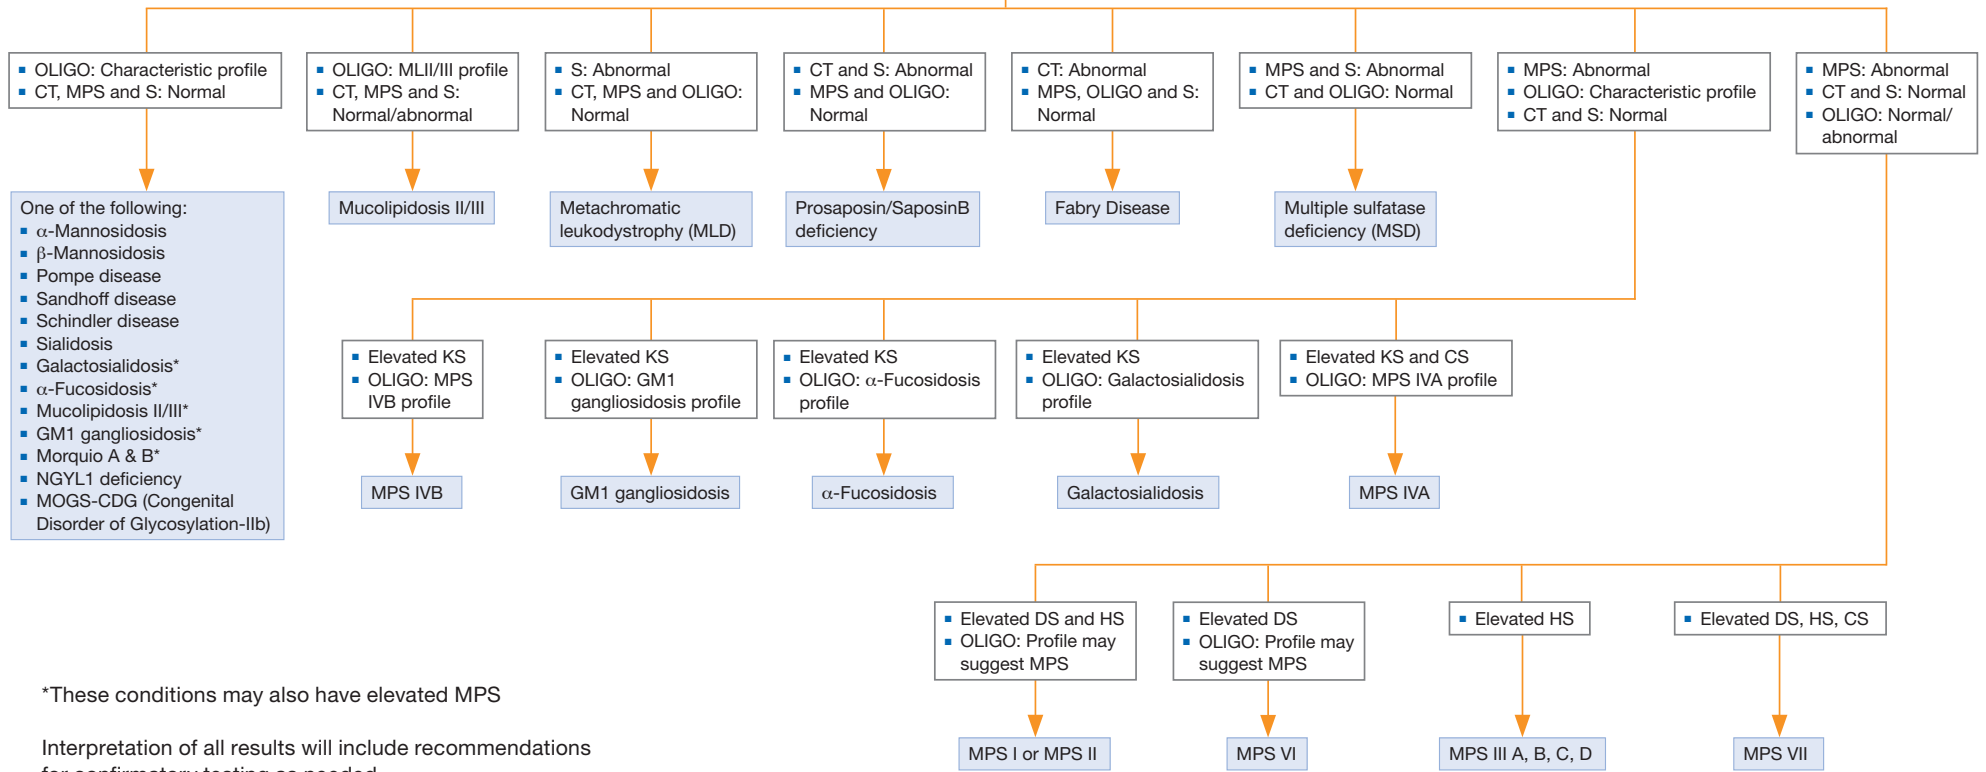 OLIGO: Characteristic profile
CT, MPS and S: Normal
OLIGO: MLII/III profile
CT, MPS and S:
Normal/abnormal
S: Abnormal
CT, MPS and OLIGO:
Normal
CT and S: Abnormal
MPS and OLIGO:
Normal
CT: Abnormal
MPS, OLIGO and S:
Normal
MPS and S: Abnormal
CT and OLIGO: Normal
MPS: Abnormal
OLIGO: Characteristic profile
CT and S: Normal
MPS: Abnormal
CT and S: Normal
OLIGO: Normal/
abnormal
One of the following:
α-Mannosidosis
β-Mannosidosis
Pompe disease
Sandhoff disease
Schindler disease
Sialidosis
Galactosialidosis*
α-Fucosidosis*
Mucolipidosis II/III*
GM1 gangliosidosis*
Morquio A & B*
NGYL1 deficiency
MOGS-CDG (Congenital
Disorder of Glycosylation-IIb)
Mucolipidosis II/III
Metachromatic
leukodystrophy (MLD)
Prosaposin/SaposinB
deficiency
Fabry Disease
Multiple sulfatase
deficiency (MSD)
Elevated KS
OLIGO: MPS
IVB profile
Elevated KS
OLIGO: GM1
gangliosidosis profile
Elevated KS
OLIGO: α-Fucosidosis
profile
Elevated KS
OLIGO: Galactosialidosis
profile
Elevated KS and CS
OLIGO: MPS IVA profile
MPS IVB
GM1 gangliosidosis
α-Fucosidosis
Galactosialidosis
MPS IVA
Elevated DS and HS
OLIGO: Profile may
suggest MPS
Elevated DS
OLIGO: Profile may
suggest MPS
Elevated HS
Elevated DS, HS, CS
MPS I or MPS II
MPS VI
MPS III A, B, C, D
MPS VII
*These conditions may also have elevated MPS
Interpretation of all results will include recommendations
for confirmatory testing as needed